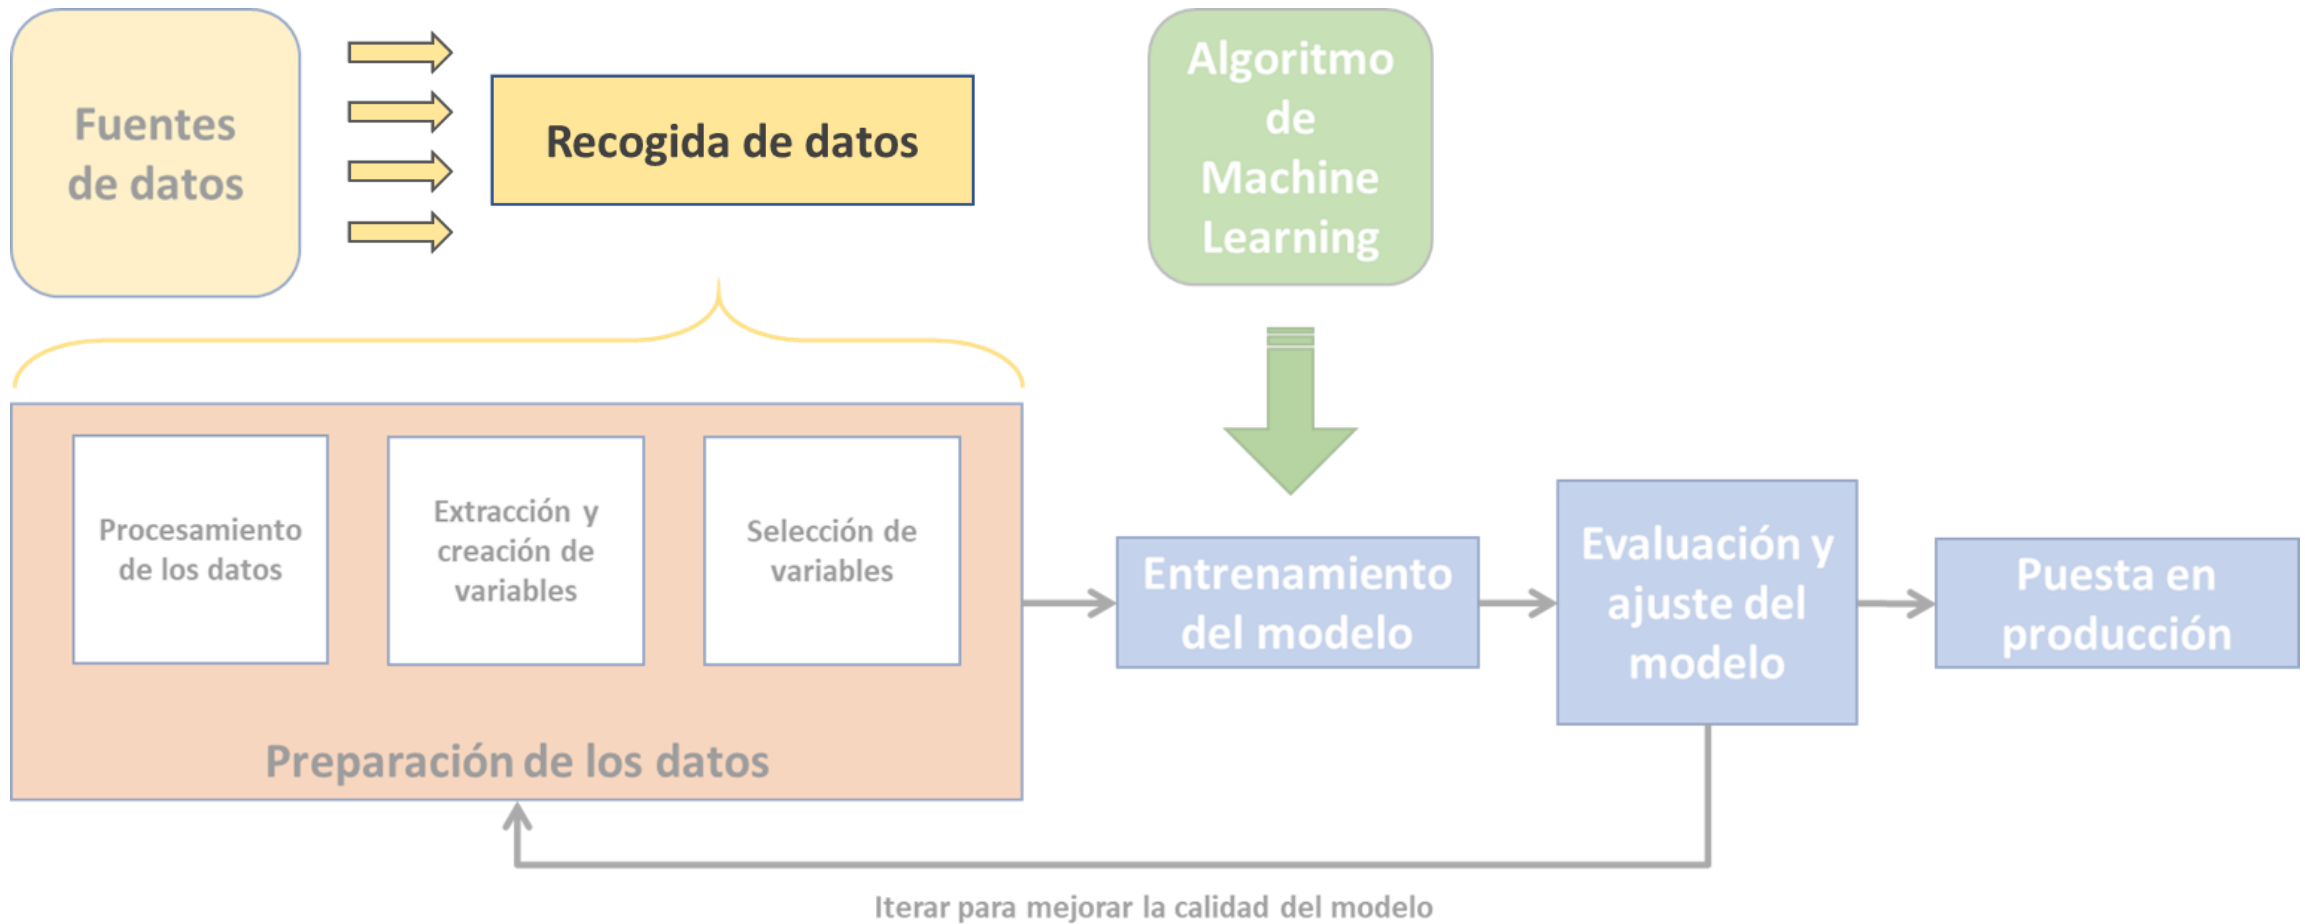 Fuentes
de datos
Recogida de datos
Algoritmo
de
Machine
Learning
Procesamiento
de los datos
Extracción y
creación de
variables
Selección de
variables
Preparación de los datos
Entrenamiento
del modelo
Evaluación y
ajuste del
modelo
Puesta en
producción
Iterar para mejorar la calidad del modelo